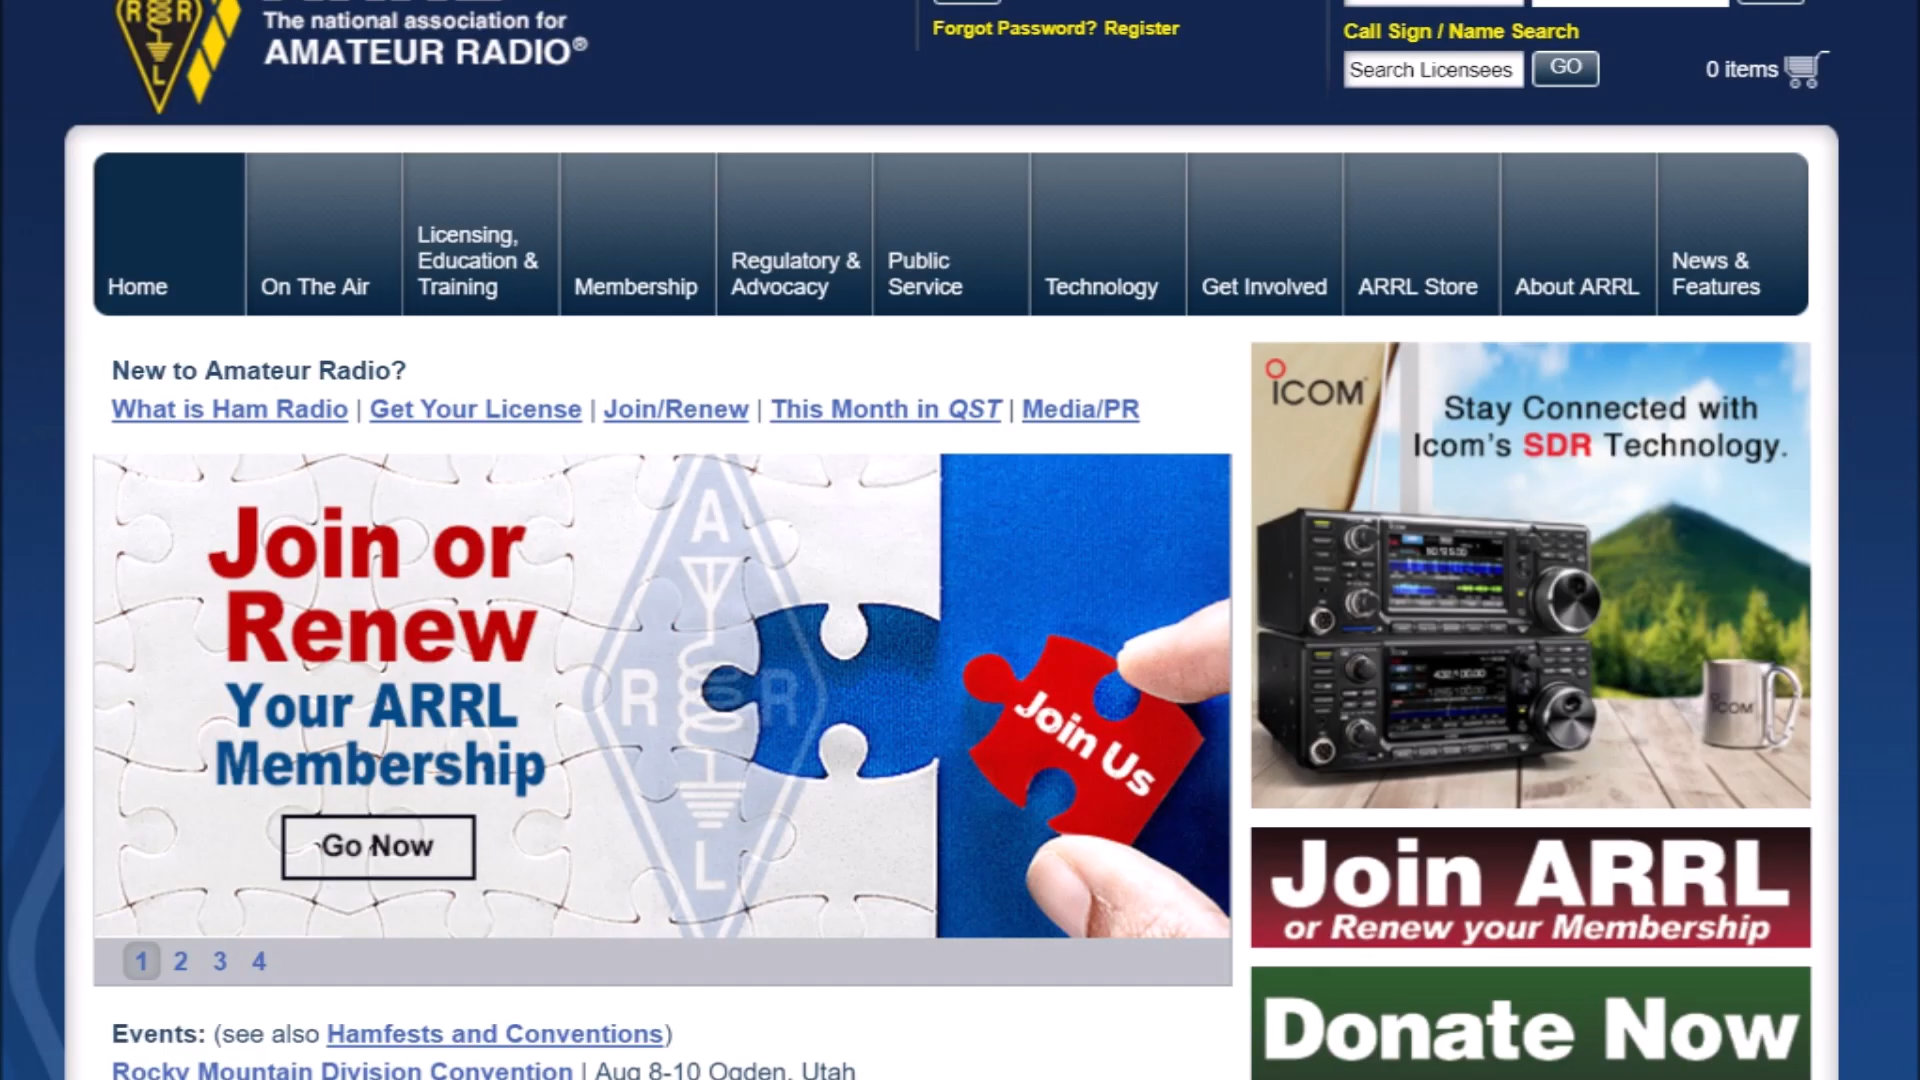 The national association for
AMATEUR RADIO®
Forgot Password? Register
Call Sign / Name Search
Search Licensees
GO
0 items
Home
On The Air
Licensing,
Education &
Training
Membership
Regulatory &
Advocacy
Public
Service
Technology
Get Involved
ARRL Store
About ARRL
News &
Features
New to Amateur Radio?
What is Ham Radio | Get Your License | Join/Renew | This Month in QST | Media/PR
Join or
Renew
Your ARRL
Membership
Go Now
A
R R
L
Join Us
1 2 3 4
ICOM
Stay Connected with
Icom's SDR Technology.
ICOM
Join ARRL
or Renew your Membership
Donate Now
Events: (see also Hamfests and Conventions)
Rocky Mountain Division Convention | Aug 8-10 Ogden, Utah